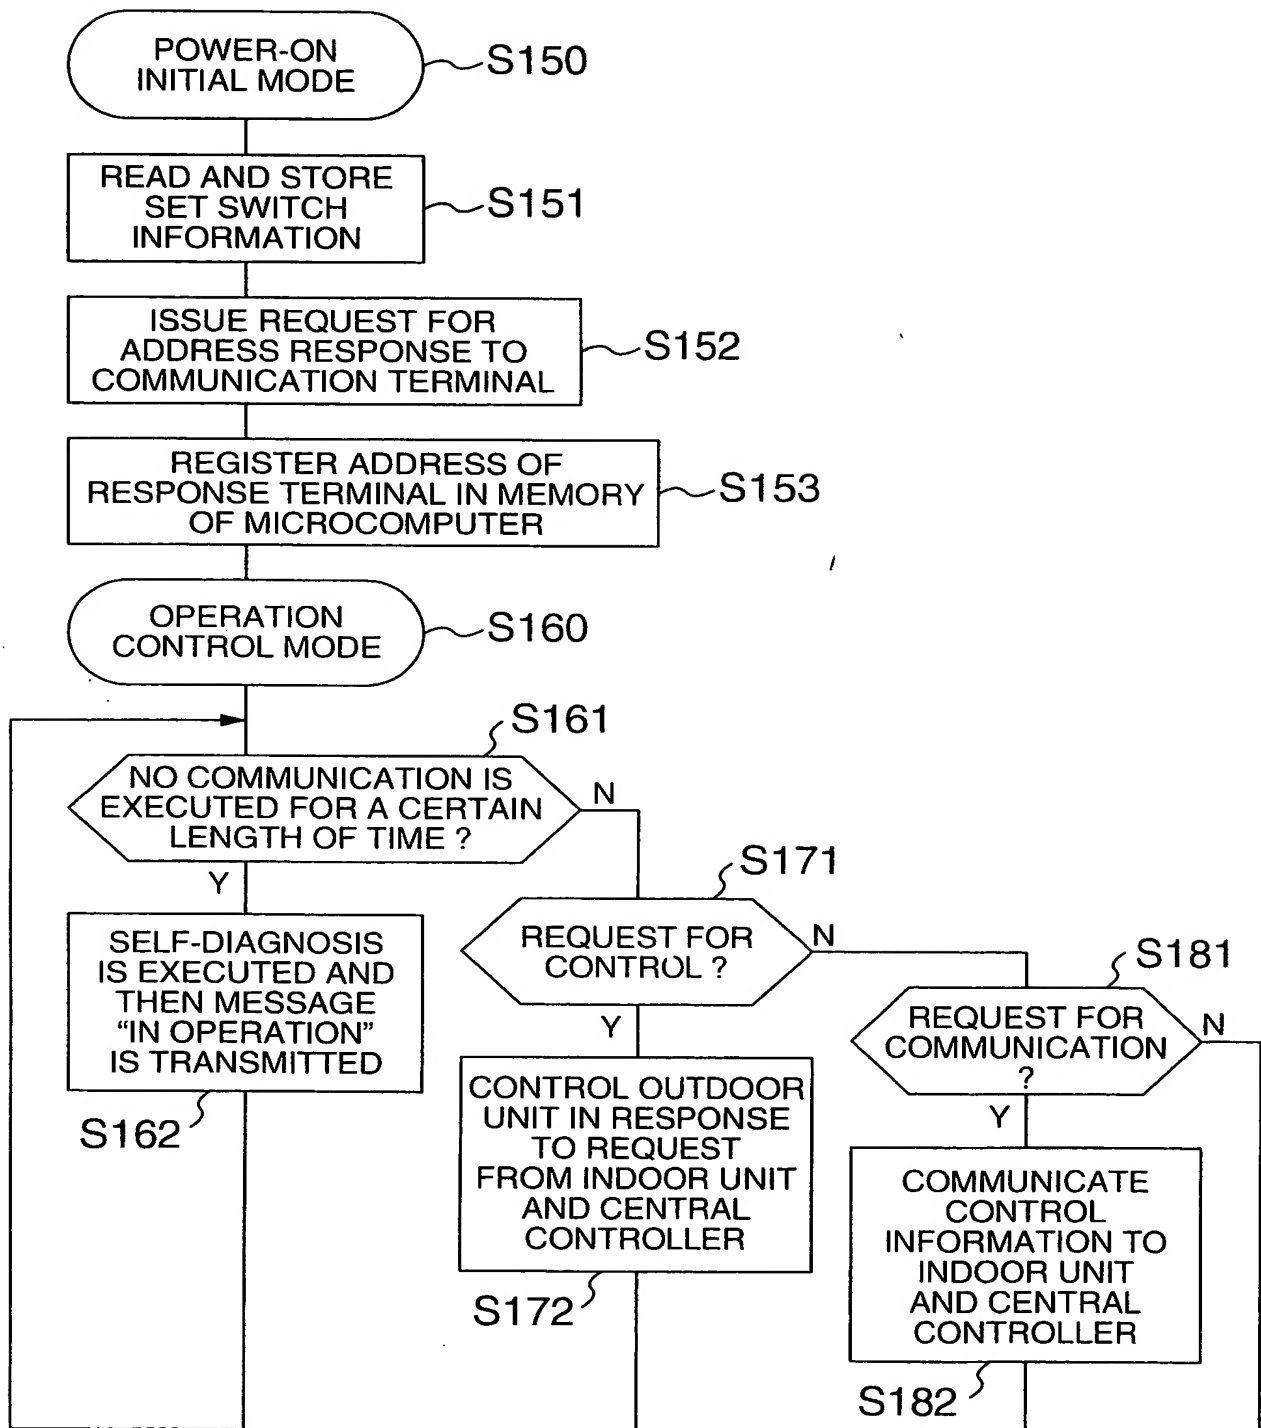 POWER-ON
INITIAL MODE
S150
READ AND STORE
SET SWITCH
INFORMATION
S151
ISSUE REQUEST FOR
ADDRESS RESPONSE TO
COMMUNICATION TERMINAL
S152
REGISTER ADDRESS OF
RESPONSE TERMINAL IN MEMORY
OF MICROCOMPUTER
S153
OPERATION
CONTROL MODE
S160
S161
NO COMMUNICATION IS
EXECUTED FOR A CERTAIN
LENGTH OF TIME ?
N
Y
SELF-DIAGNOSIS
IS EXECUTED AND
THEN MESSAGE
“IN OPERATION”
IS TRANSMITTED
S162
S171
REQUEST FOR
CONTROL ?
N
Y
CONTROL OUTDOOR
UNIT IN RESPONSE
TO REQUEST
FROM INDOOR UNIT
AND CENTRAL
CONTROLLER
S172
S181
REQUEST FOR
COMMUNICATION
?
N
Y
COMMUNICATE
CONTROL
INFORMATION TO
INDOOR UNIT
AND CENTRAL
CONTROLLER
S182